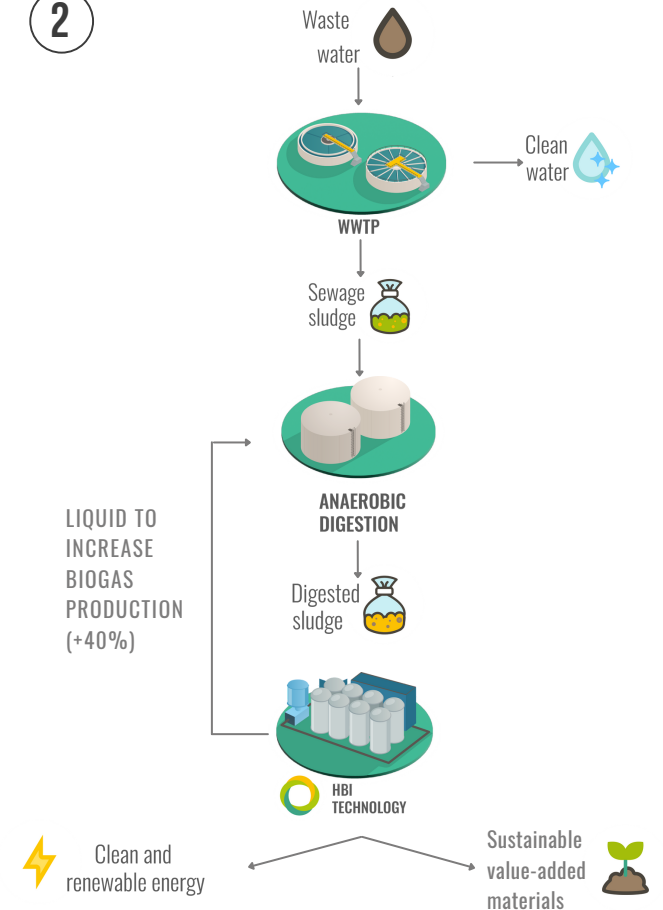 2
Waste
water
Clean
water
WWTP
Sewage
sludge
ANAEROBIC
DIGESTION
LIQUID TO
INCREASE
BIOGAS
PRODUCTION
(+40%)
Digested
sludge
HBI
TECHNOLOGY
Clean and
renewable energy
Sustainable
value-added
materials